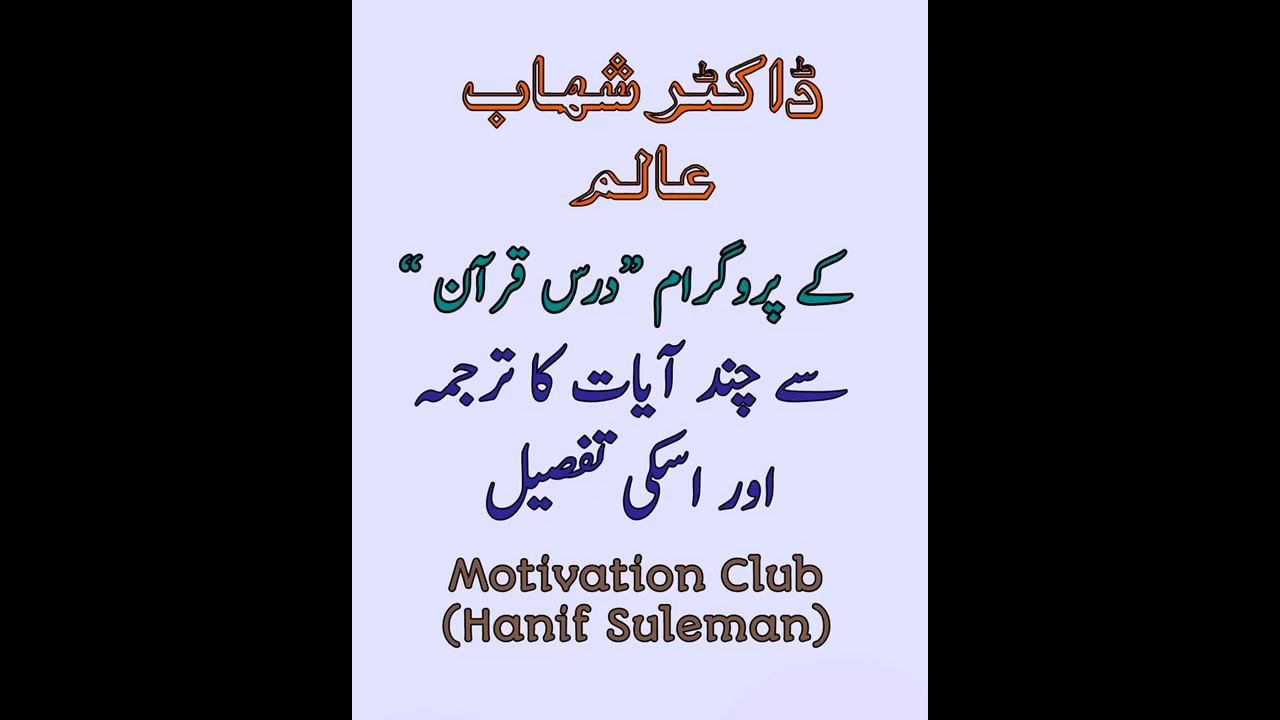 ڈاکٹر شہاب
عالم
کے پروگرام ”درس قرآن“
سے چند آیات کا ترجمہ
اور اسکی تفصیل
Motivation Club
(Hanif Suleman)